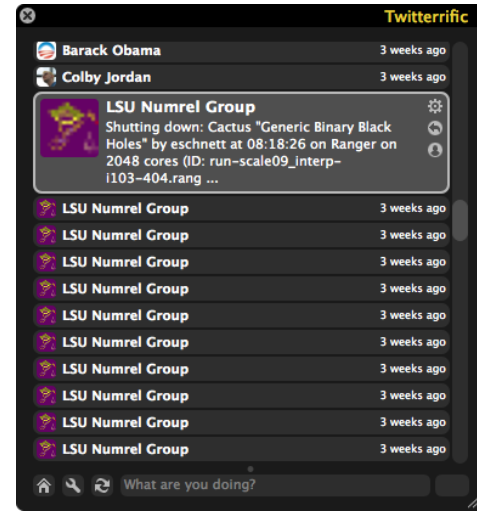 Twitterrific
Barack Obama 3 weeks ago
Colby Jordan 3 weeks ago
LSU Numrel Group
Shutting down: Cactus "Generic Binary Black
Holes" by eschnett at 08:18:26 on Ranger on
2048 cores (ID: run-scale09_interp-
i103-404.rang ...
LSU Numrel Group 3 weeks ago
LSU Numrel Group 3 weeks ago
LSU Numrel Group 3 weeks ago
LSU Numrel Group 3 weeks ago
LSU Numrel Group 3 weeks ago
LSU Numrel Group 3 weeks ago
LSU Numrel Group 3 weeks ago
LSU Numrel Group 3 weeks ago
LSU Numrel Group 3 weeks ago
LSU Numrel Group 3 weeks ago
What are you doing?